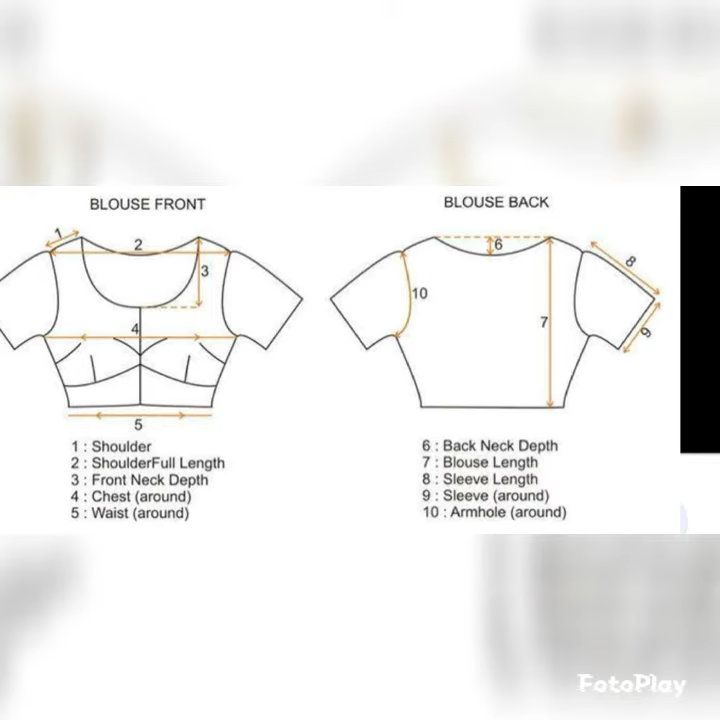 BLOUSE FRONT
1
2
3
4
5
1 : Shoulder
2 : ShoulderFull Length
3 : Front Neck Depth
4 : Chest (around)
5 : Waist (around)
BLOUSE BACK
6
8
10
7
9
6 : Back Neck Depth
7 : Blouse Length
8 : Sleeve Length
9 : Sleeve (around)
10 : Armhole (around)
FotoPlay